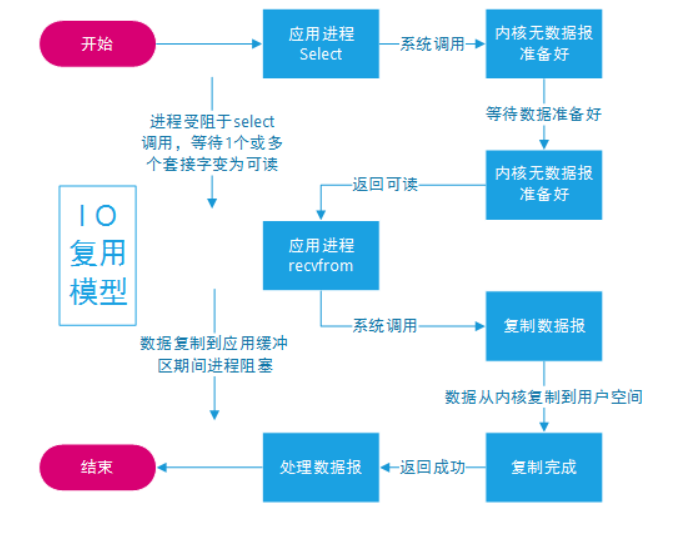 开始
应用进程
Select
系统调用
内核无数据报
准备好
进程受阻于select
调用，等待1个或多
个套接字变为可读
等待数据准备好
内核无数据报
准备好
返回可读
IO
复用
模型
应用进程
recvfrom
系统调用
复制数据报
数据复制到应用缓冲
区期间进程阻塞
数据从内核复制到用户空间
结束
处理数据报
返回成功
复制完成